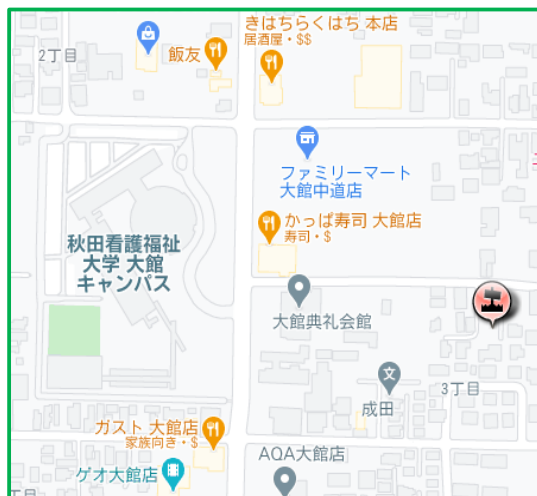 きはちらくはち 本店
居酒屋・$$
2丁目
飯友
ファミリーマート
大館中道店
かっぱ寿司 大館店
寿司・$
秋田看護福祉
大学 大館
キャンパス
大館典礼会館
3丁目
文
成田
ガスト 大館店
家族向き・$
AQA大館店
ゲオ大館店
丁目